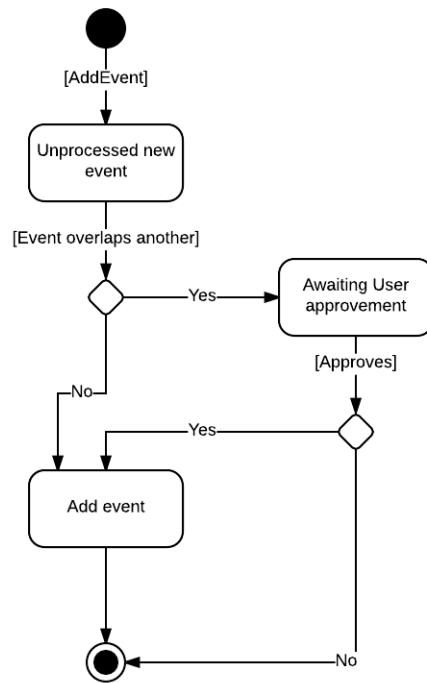 [AddEvent]
Unprocessed new
event
[Event overlaps another]
Yes
Awaiting User
approvement
[Approves]
No
Yes
Add event
No